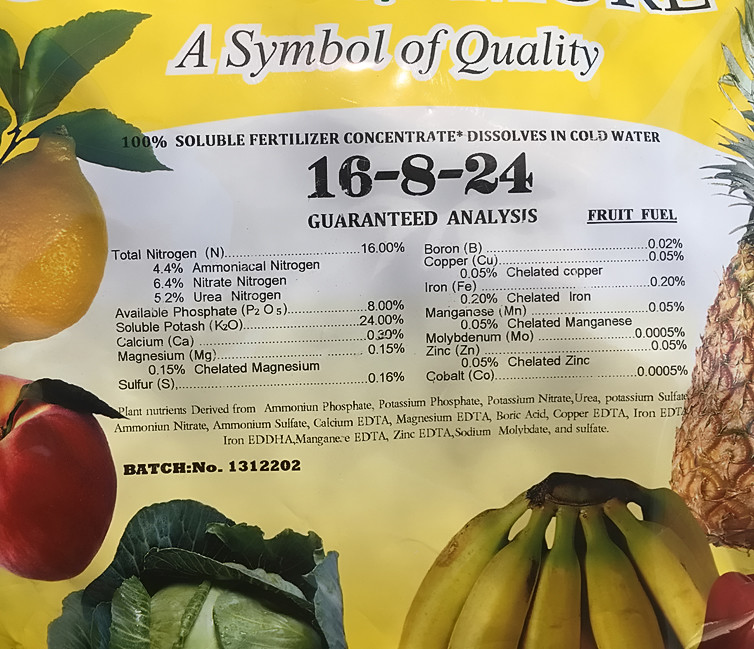 A Symbol of Quality
100% SOLUBLE FERTILIZER CONCENTRATE* DISSOLVES IN COLD WATER
16-8-24
GUARANTEED ANALYSIS
FRUIT FUEL
Total Nitrogen (N)..............................16.00%
4.4% Ammoniacal Nitrogen
6.4% Nitrate Nitrogen
5.2% Urea Nitrogen
Available Phosphate (P₂O₅)....................8.00%
Soluble Potash (K₂O)............................24.00%
Calcium (Ca) .......................................0.30%
Magnesium (Mg)...................................0.15%
0.15% Chelated Magnesium
Sulfur (S)..............................................0.16%
Boron (B) ............................................0.02%
Copper (Cu)..........................................0.05%
0.05% Chelated copper
Iron (Fe) ..............................................0.20%
0.20% Chelated Iron
Manganese (Mn) ...................................0.05%
0.05% Chelated Manganese
Molybdenum (Mo) ................................0.0005%
Zinc (Zn) ..............................................0.05%
0.05% Chelated Zinc
Cobalt (Co)...........................................0.0005%
Plant nutrients Derived from Ammoniun Phosphate, Potassium Phosphate, Potassium Nitrate,Urea, potassium Sulfate
Ammoniun Nitrate, Ammonium Sulfate, Calcium EDTA, Magnesium EDTA, Boric Acid, Copper EDTA, Iron EDTA
Iron EDDHA,Manganese EDTA, Zinc EDTA,Sodium Molybdate, and sulfate.
BATCH:No. 1312202